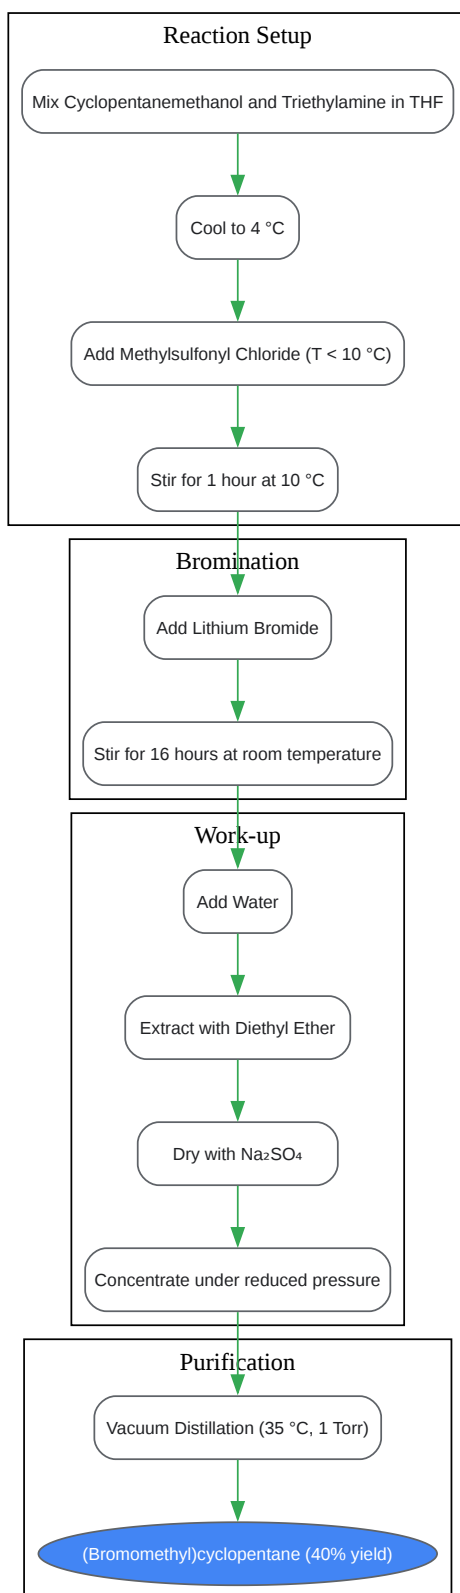 Reaction Setup
Mix Cyclopentanemethanol and Triethylamine in THF
Cool to 4 °C
Add Methylsulfonyl Chloride (T < 10 °C)
Stir for 1 hour at 10 °C
Bromination
Add Lithium Bromide
Stir for 16 hours at room temperature
Work-up
Add Water
Extract with Diethyl Ether
Dry with Na₂SO₄
Concentrate under reduced pressure
Purification
Vacuum Distillation (35 °C, 1 Torr)
(Bromomethyl)cyclopentane (40% yield)